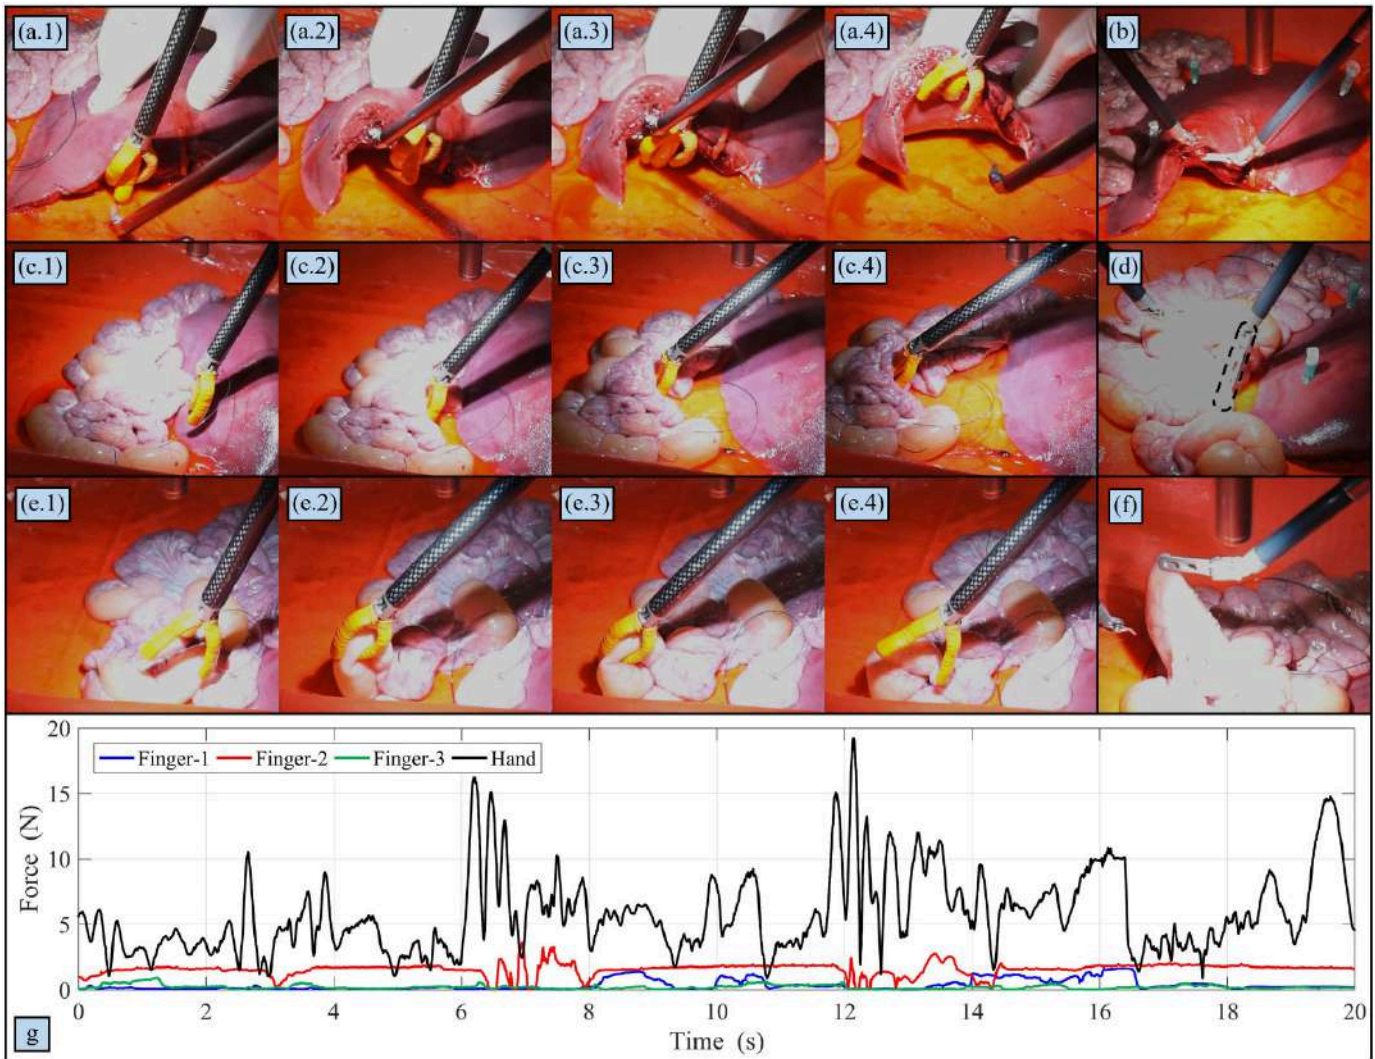 (a.1) (a.2) (a.3) (a.4) (b)
(c.1) (c.2) (c.3) (c.4) (d)
(e.1) (e.2) (e.3) (e.4) (f)
20
Finger-1 Finger-2 Finger-3 Hand
15
10
5
0
Force (N)
0 2 4 6 8 10 12 14 16 18 20
Time (s)
g